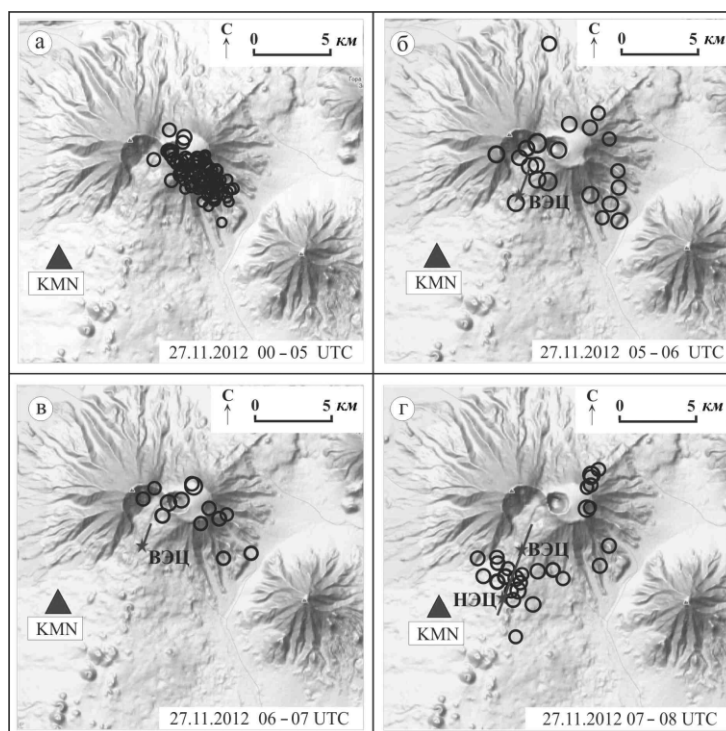 а
С
0 5 км
KMN
27.11.2012 00 – 05 UTC
б
С
0 5 км
ВЭЦ
KMN
27.11.2012 05 – 06 UTC
в
С
0 5 км
ВЭЦ
KMN
27.11.2012 06 – 07 UTC
г
С
0 5 км
ВЭЦ
НЭЦ
KMN
27.11.2012 07 – 08 UTC